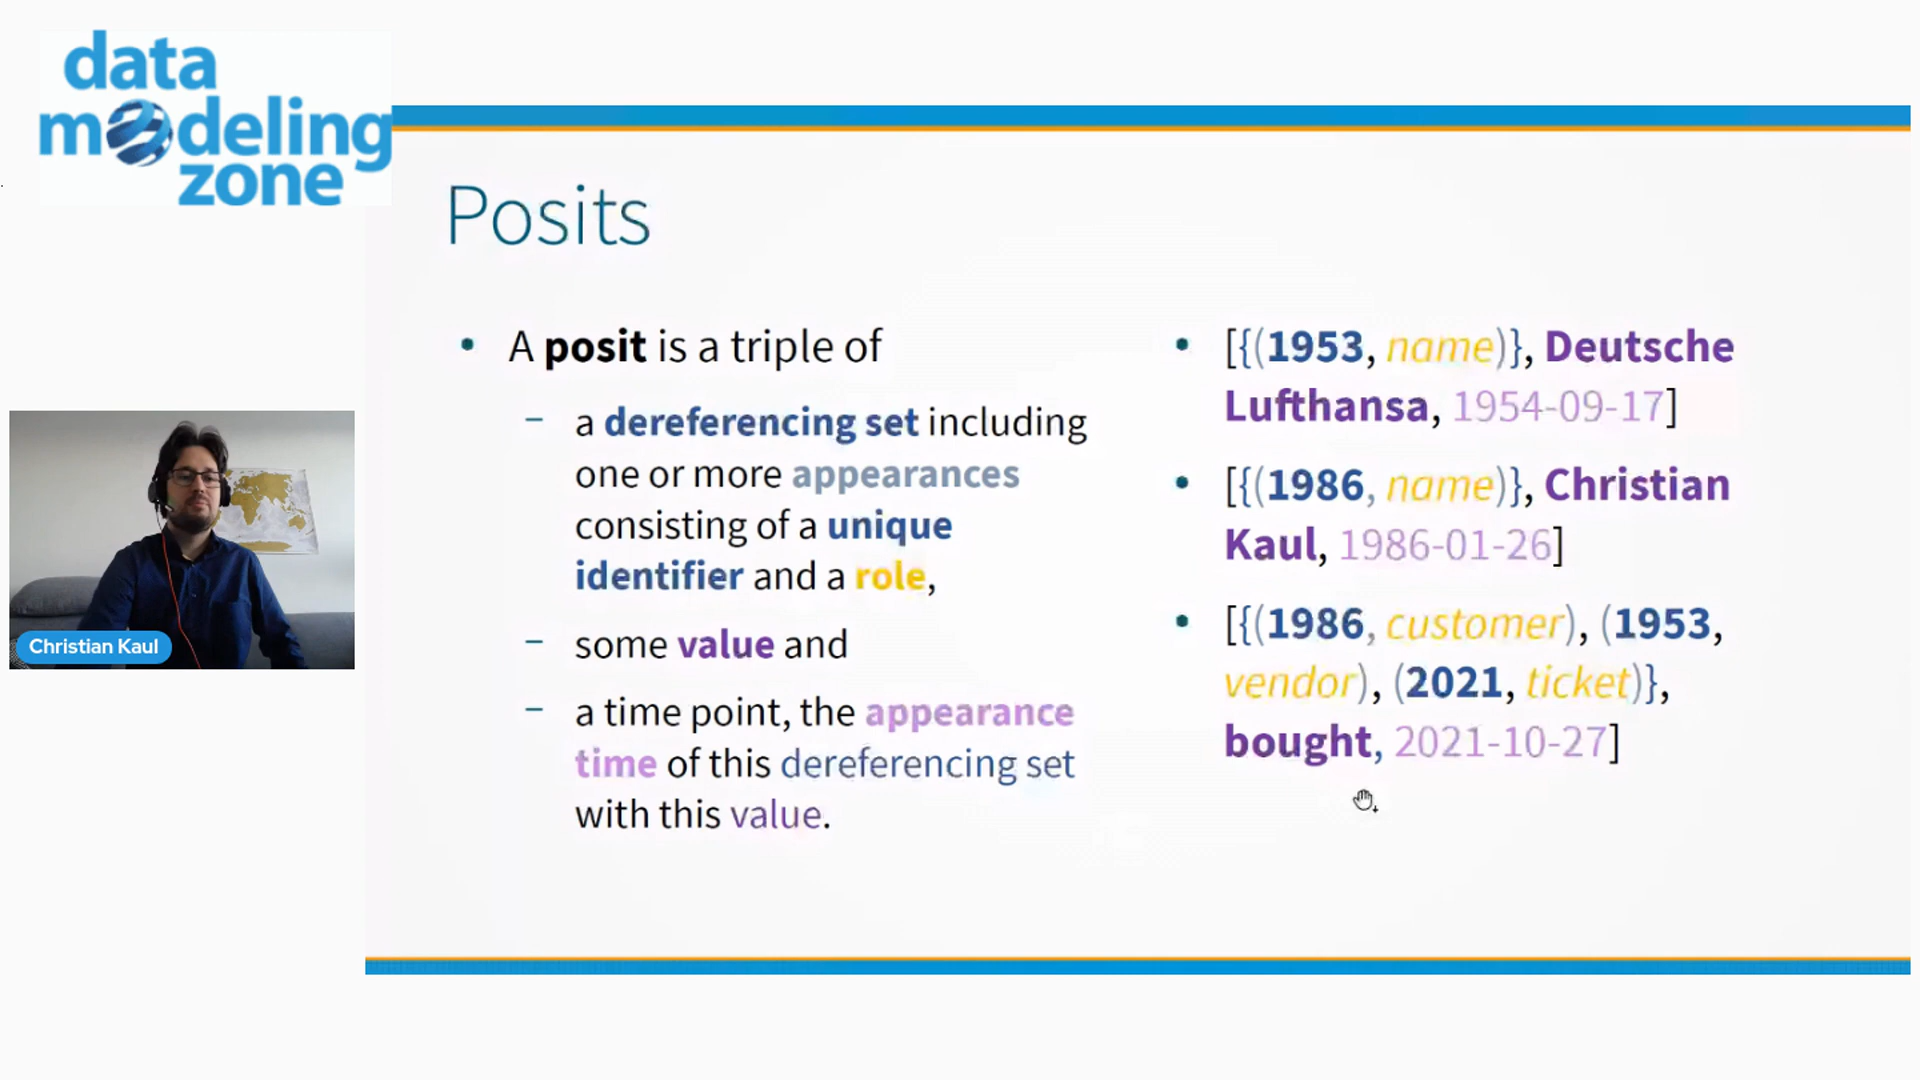 data
modeling
zone
Posits
A posit is a triple of
– a dereferencing set including
one or more appearances
consisting of a unique
identifier and a role,
– some value and
– a time point, the appearance
time of this dereferencing set
with this value.
[{(1953, name)}, Deutsche
Lufthansa, 1954-09-17]
[{(1986, name)}, Christian
Kaul, 1986-01-26]
[{(1986, customer), (1953,
vendor), (2021, ticket)},
bought, 2021-10-27]
Christian Kaul